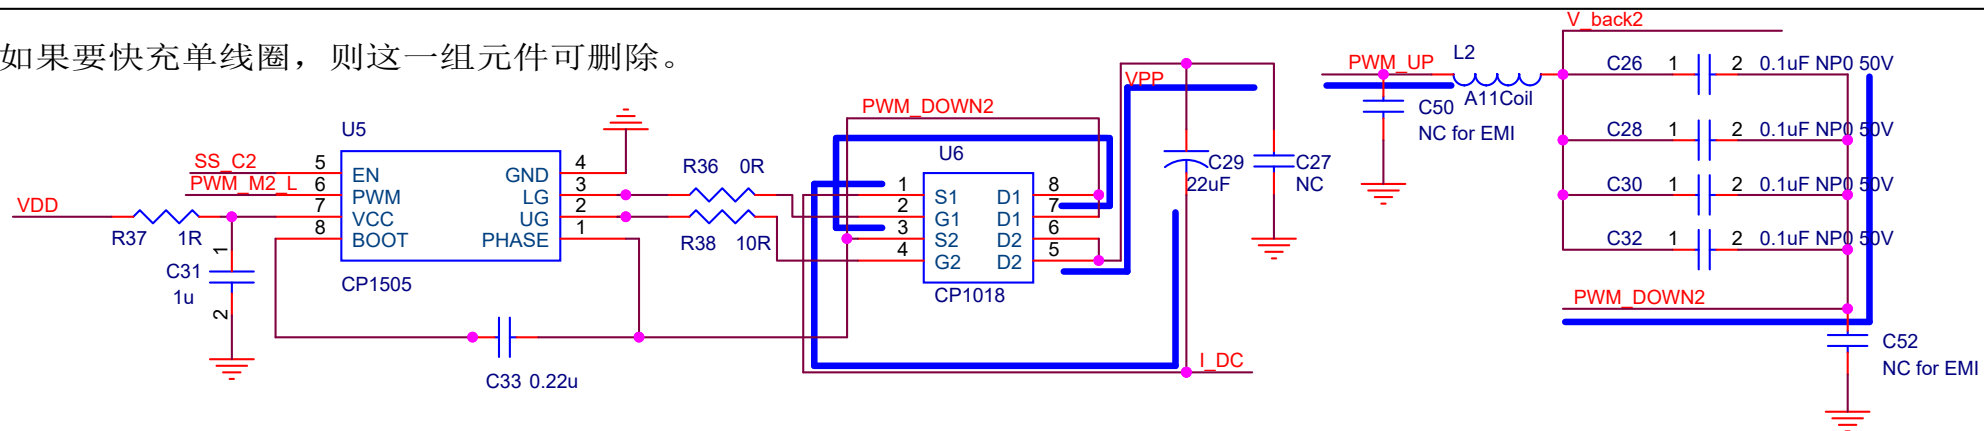 如果要快充单线圈，则这一组元件可删除。
V_back2
PWM_UP
L2
A11Coil
C50
NC for EMI
C26 1 2 0.1uF NP0 50V
C28 1 2 0.1uF NP0 50V
C30 1 2 0.1uF NP0 50V
C32 1 2 0.1uF NP0 50V
PWM_DOWN2
C52
NC for EMI
U5
SS_C2 5 EN GND 4
PWM_M2_L 6 PWM LG 3
VDD 7 VCC UG 2
8 BOOT PHASE 1
CP1505
R37 1R
1
C31
1u
2
C33 0.22u
R36 0R
R38 10R
PWM_DOWN2
U6
1 S1 D1 8
2 G1 D1 7
3 S2 D2 6
4 G2 D2 5
CP1018
VPP
C29
22uF
C27
NC
I_DC